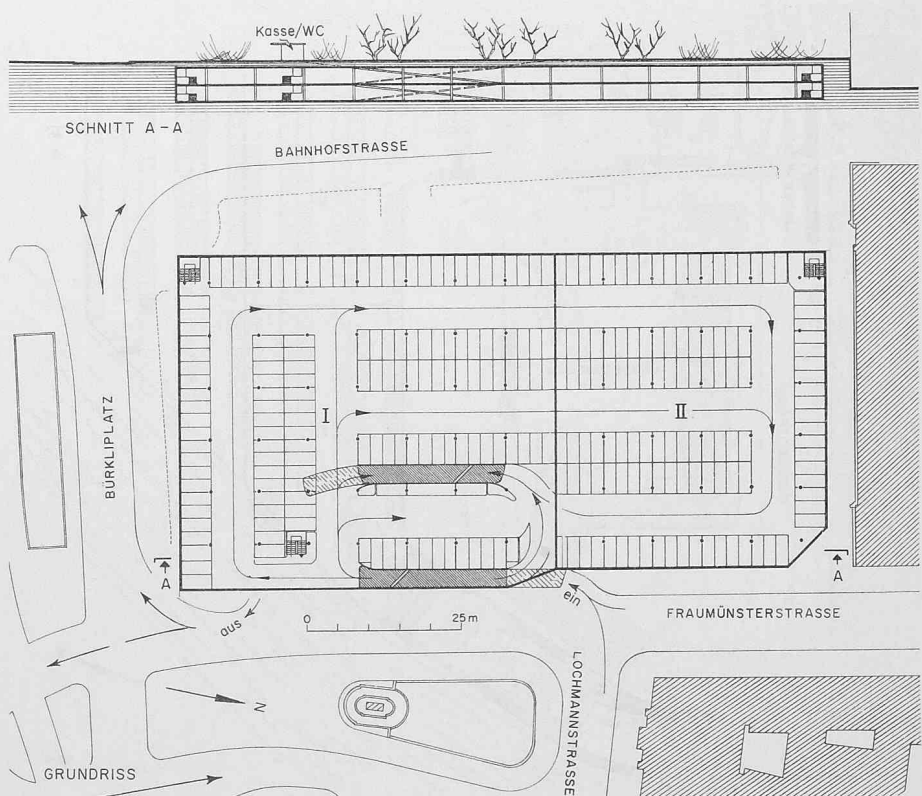 Kasse/WC
SCHNITT A-A
BAHNHOFSTRASSE
BÜRKLIPLATZ
I
II
A
A
aus
0 25m
ein
FRAUMÜNSTERSTRASSE
LOCHMANNSTRASSE
N
GRUNDRISS